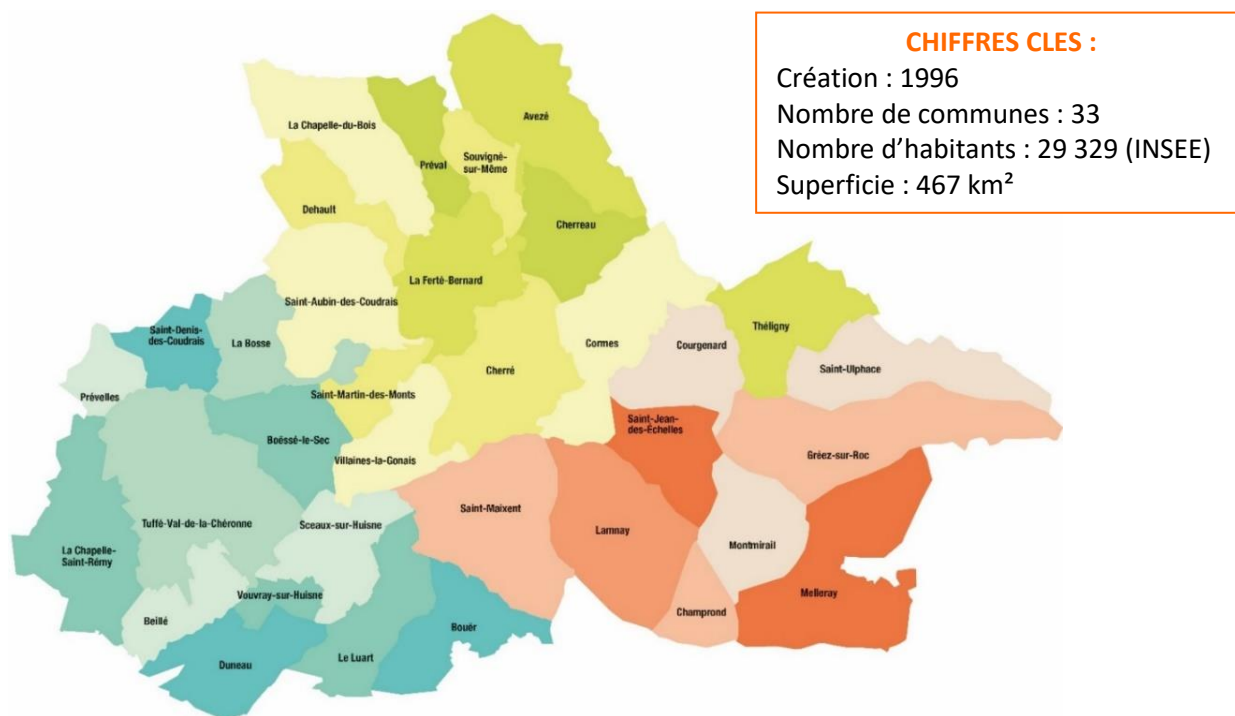 CHIFFRES CLES :
Création : 1996
Nombre de communes : 33
Nombre d'habitants : 29 329 (INSEE)
Superficie : 467 km²
Avezé
La Chapelle-du-Bois
Préval
Souvigné-
sur-Même
Dehault
Cherreau
La Ferté-Bernard
Saint-Aubin-des-Coudrais
Saint-Denis-
des-Coudrais
La Bosse
Théligny
Cormes
Courgenard
Saint-Ulphace
Cherré
Prévelles
Saint-Martin-des-Monts
Saint-Jean-
des-Échelles
Boëssé-le-Sec
Villaines-la-Gonais
Gréez-sur-Roc
Saint-Maixent
Tuffé-Val-de-la-Chéronne
Sceaux-sur-Huisne
Lamnay
Montmirail
La Chapelle-
Saint-Rémy
Vouvray-sur-Huisne
Melleray
Champrond
Beillé
Bouër
Le Luart
Duneau